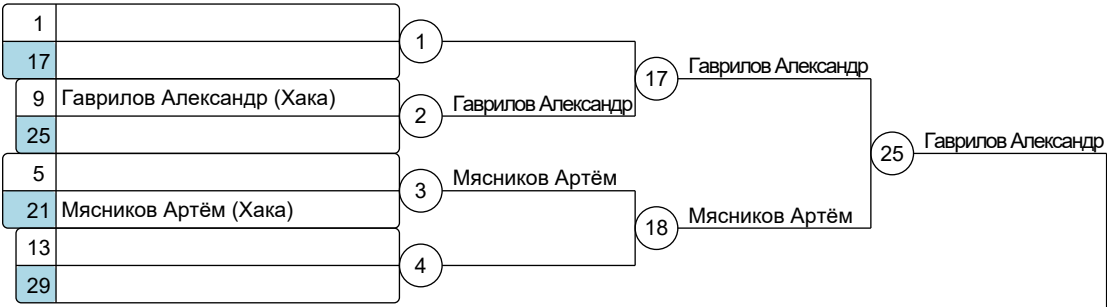 1
1
17
17
Гаврилов Александр
9 Гаврилов Александр (Хака)
2
Гаврилов Александр
25
25
Гаврилов Александр
5
3
Мясников Артём
21 Мясников Артём (Хака)
18
Мясников Артём
13
4
29